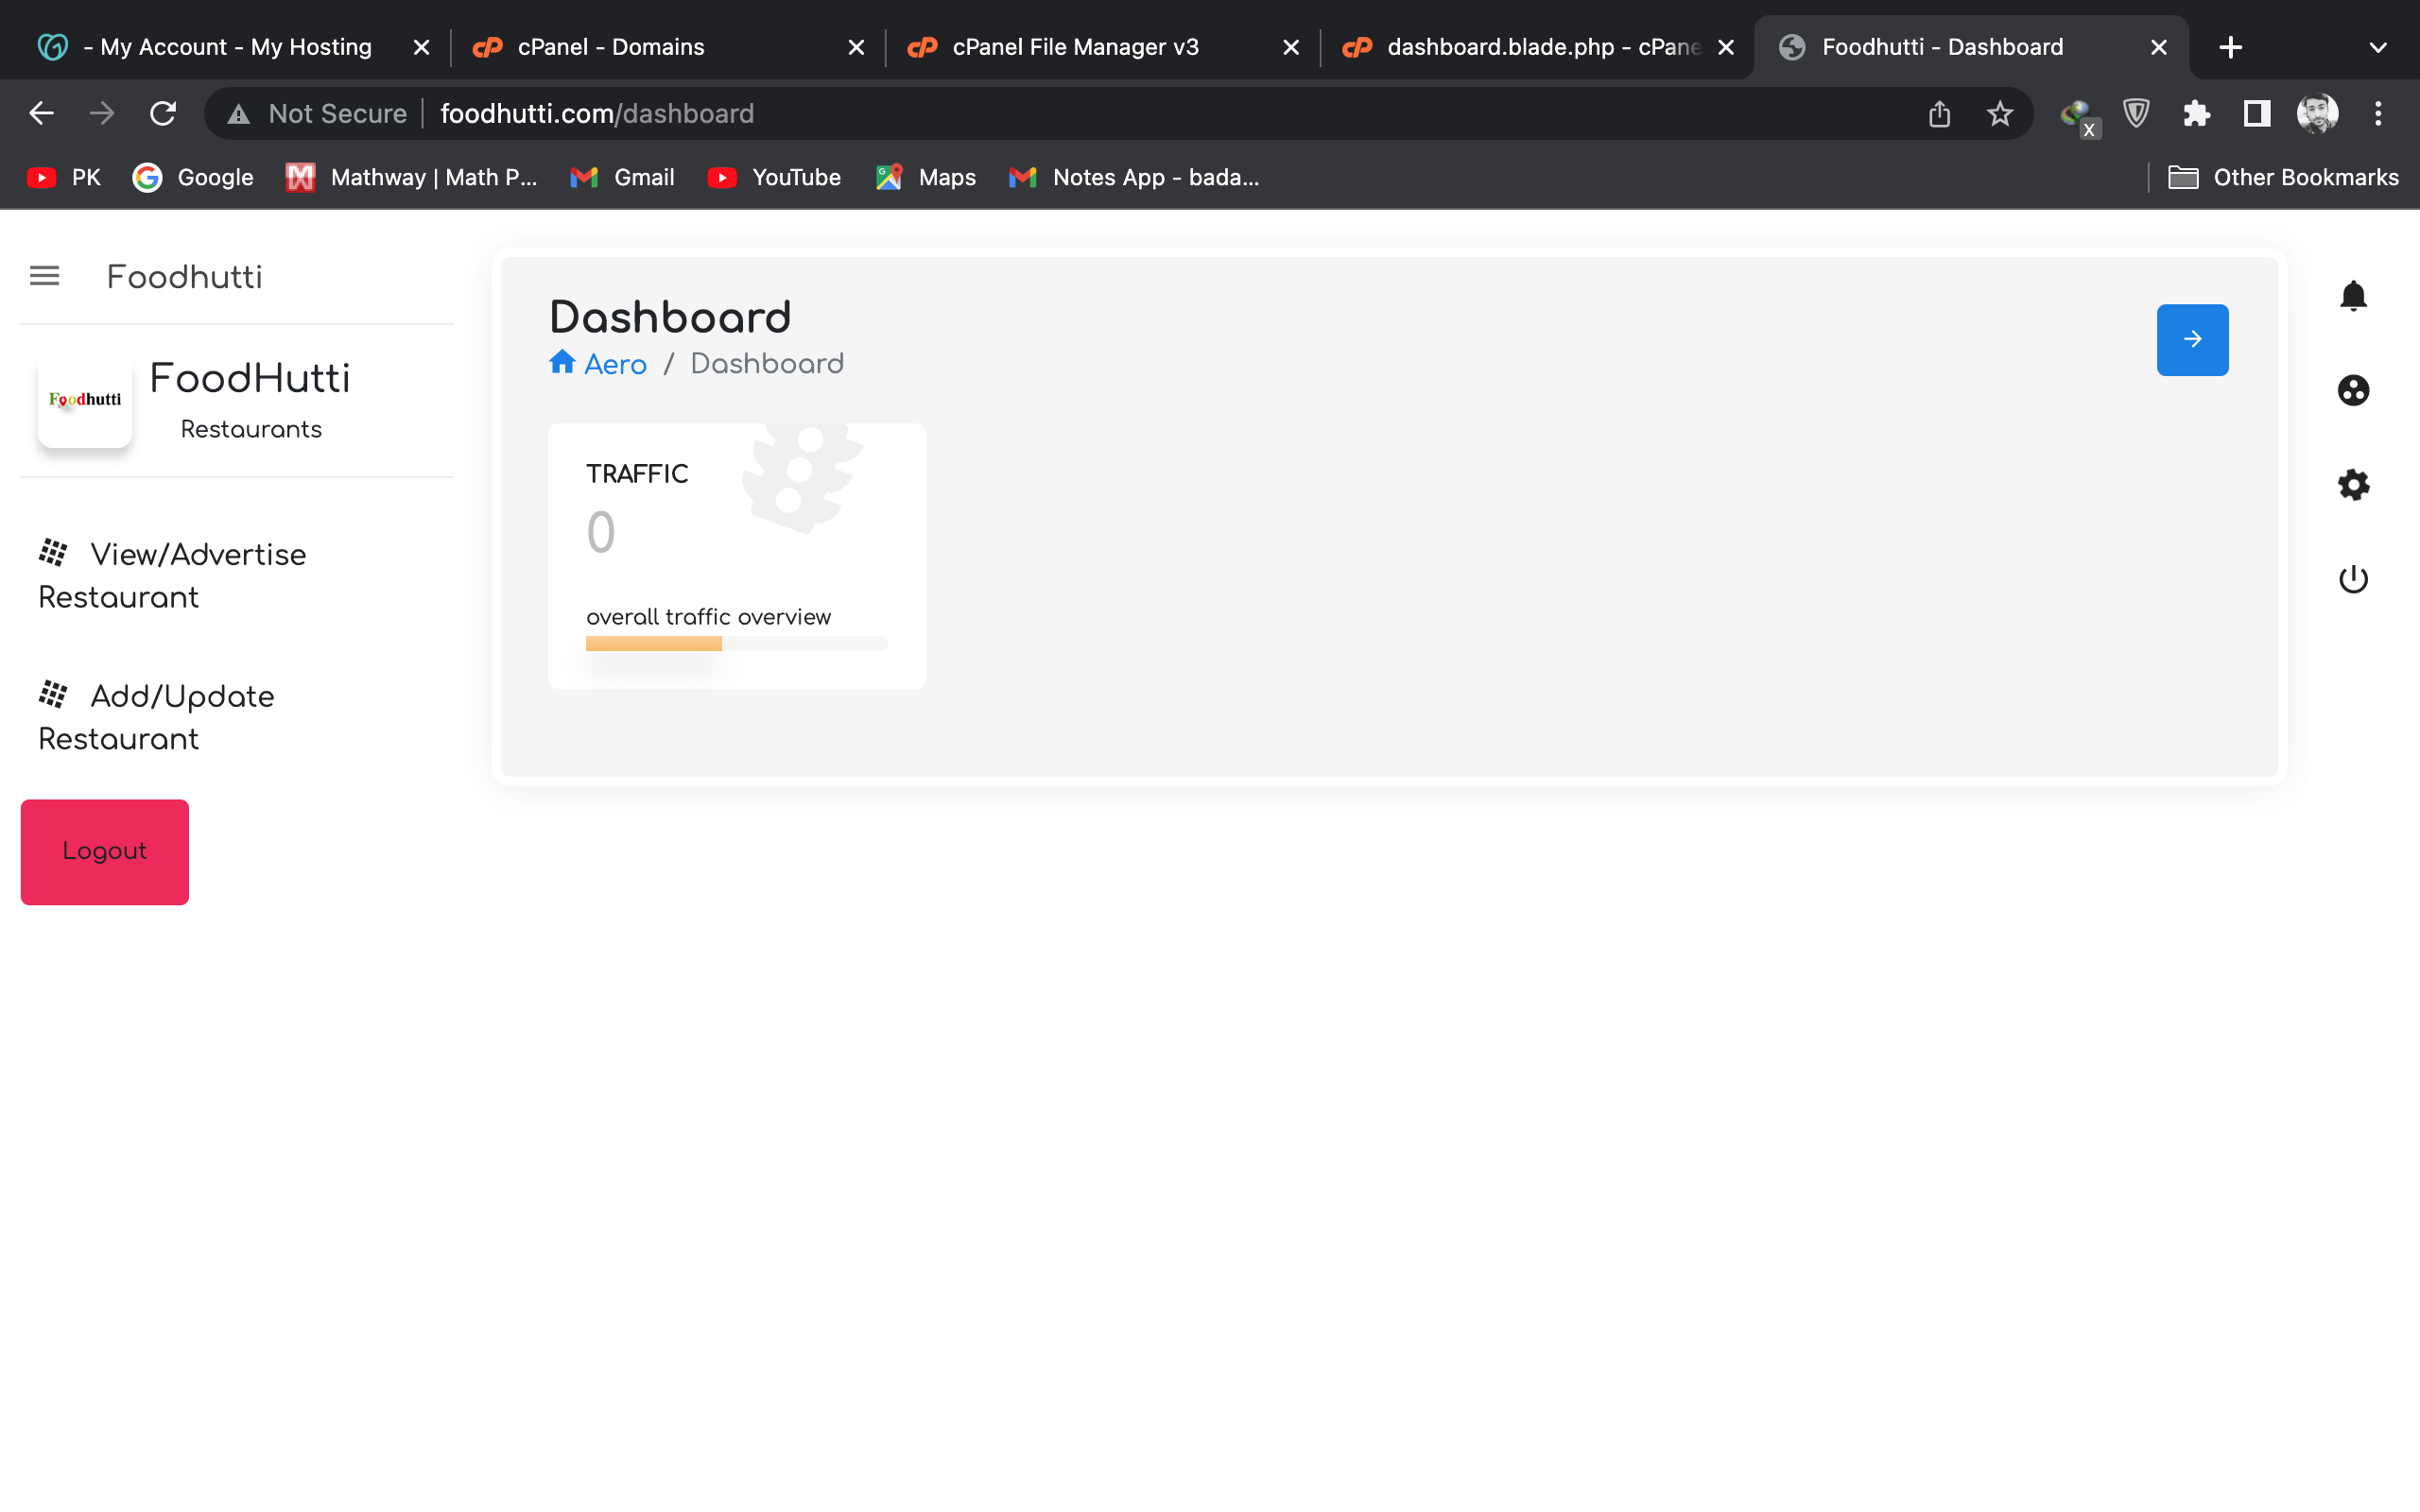 - My Account - My Hosting
cPanel - Domains
cPanel File Manager v3
dashboard.blade.php - cPane
Foodhutti - Dashboard
Not Secure
foodhutti.com/dashboard
x
PK
Google
Mathway | Math P...
Gmail
YouTube
Maps
Notes App - bada...
Other Bookmarks
Foodhutti
Foodhutti
FoodHutti
Restaurants
View/Advertise
Restaurant
Add/Update
Restaurant
Logout
Dashboard
Aero / Dashboard
TRAFFIC
0
overall traffic overview